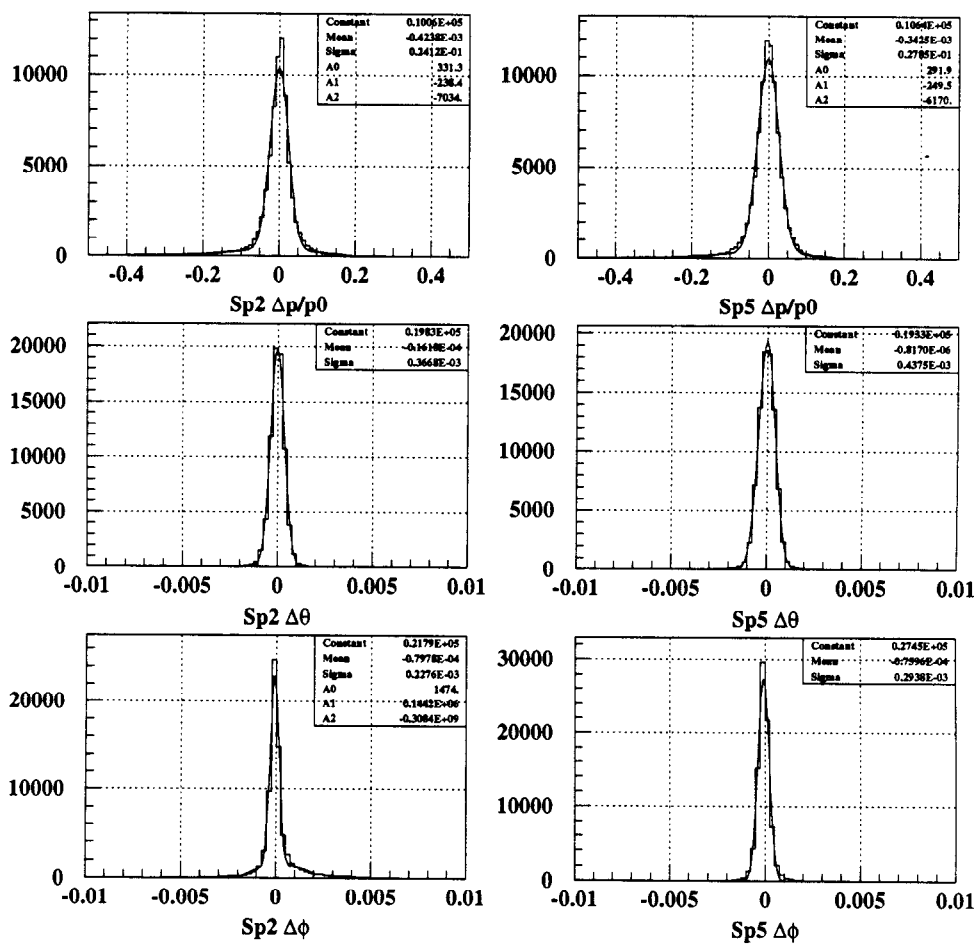 Constant 0.1006E+05
Mean -0.4238E-03
Sigma 0.2412E-01
A0 331.3
A1 -238.4
A2 -7034.
10000
5000
0
-0.4 -0.2 0 0.2 0.4
Sp2 Δp/p0
Constant 0.1064E+05
Mean -0.3425E-03
Sigma 0.2785E-01
A0 291.9
A1 -249.5
A2 -6170.
10000
5000
0
-0.4 -0.2 0 0.2 0.4
Sp5 Δp/p0
Constant 0.1983E+05
Mean -0.1618E-04
Sigma 0.3668E-03
20000
15000
10000
5000
0
-0.01 -0.005 0 0.005 0.01
Sp2 Δθ
Constant 0.1933E+05
Mean -0.8170E-06
Sigma 0.4375E-03
20000
15000
10000
5000
0
-0.01 -0.005 0 0.005 0.01
Sp5 Δθ
Constant 0.2179E+05
Mean -0.7978E-04
Sigma 0.2276E-03
A0 1474.
A1 0.1442E+06
A2 -0.3084E+09
20000
10000
0
-0.01 -0.005 0 0.005 0.01
Sp2 Δϕ
Constant 0.2745E+05
Mean -0.7596E-04
Sigma 0.2938E-03
30000
20000
10000
0
-0.01 -0.005 0 0.005 0.01
Sp5 Δϕ